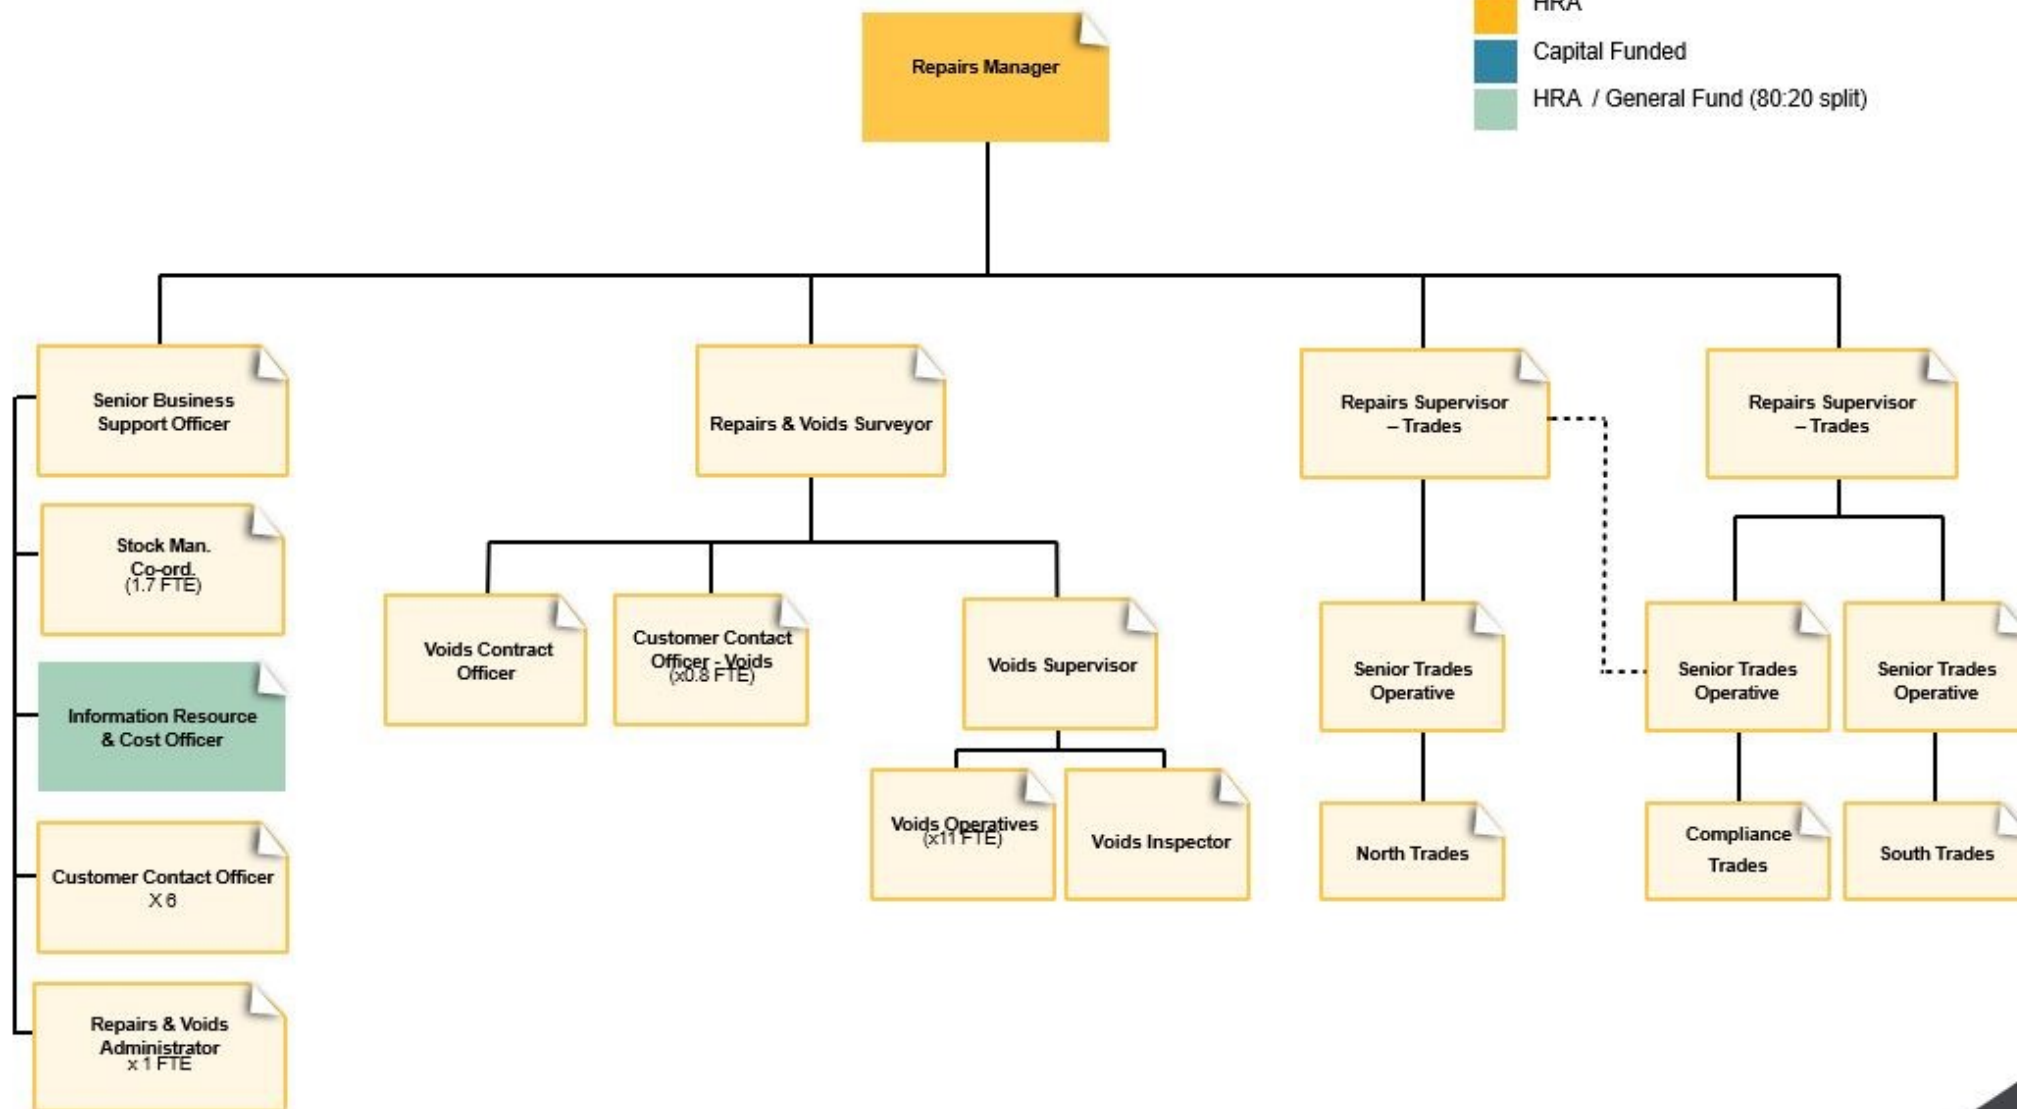 HRA
Capital Funded
HRA / General Fund (80:20 split)
Repairs Manager
Senior Business
Support Officer
Stock Man.
Co-ord.
(1.7 FTE)
Information Resource
& Cost Officer
Customer Contact Officer
X 6
Repairs & Voids
Administrator
x 1 FTE
Repairs & Voids Surveyor
Voids Contract
Officer
Customer Contact
Officer - Voids
(x0.8 FTE)
Voids Supervisor
Voids Operatives
(x11 FTE)
Voids Inspector
Repairs Supervisor
– Trades
Senior Trades
Operative
North Trades
Repairs Supervisor
– Trades
Senior Trades
Operative
Compliance
Trades
Senior Trades
Operative
South Trades